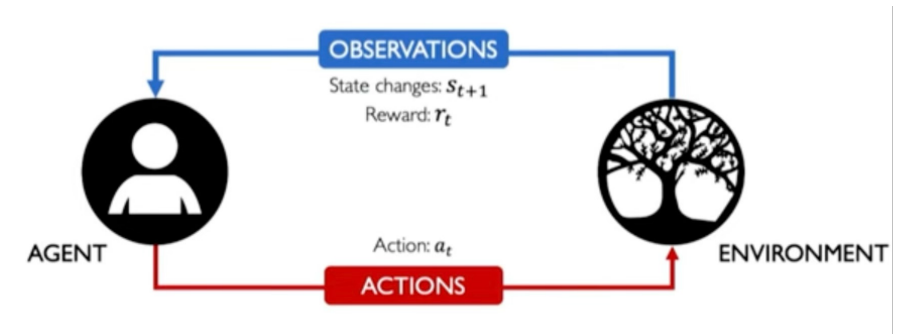 OBSERVATIONS
State changes: s_{t+1}
Reward: r_t
AGENT
ENVIRONMENT
Action: a_t
ACTIONS